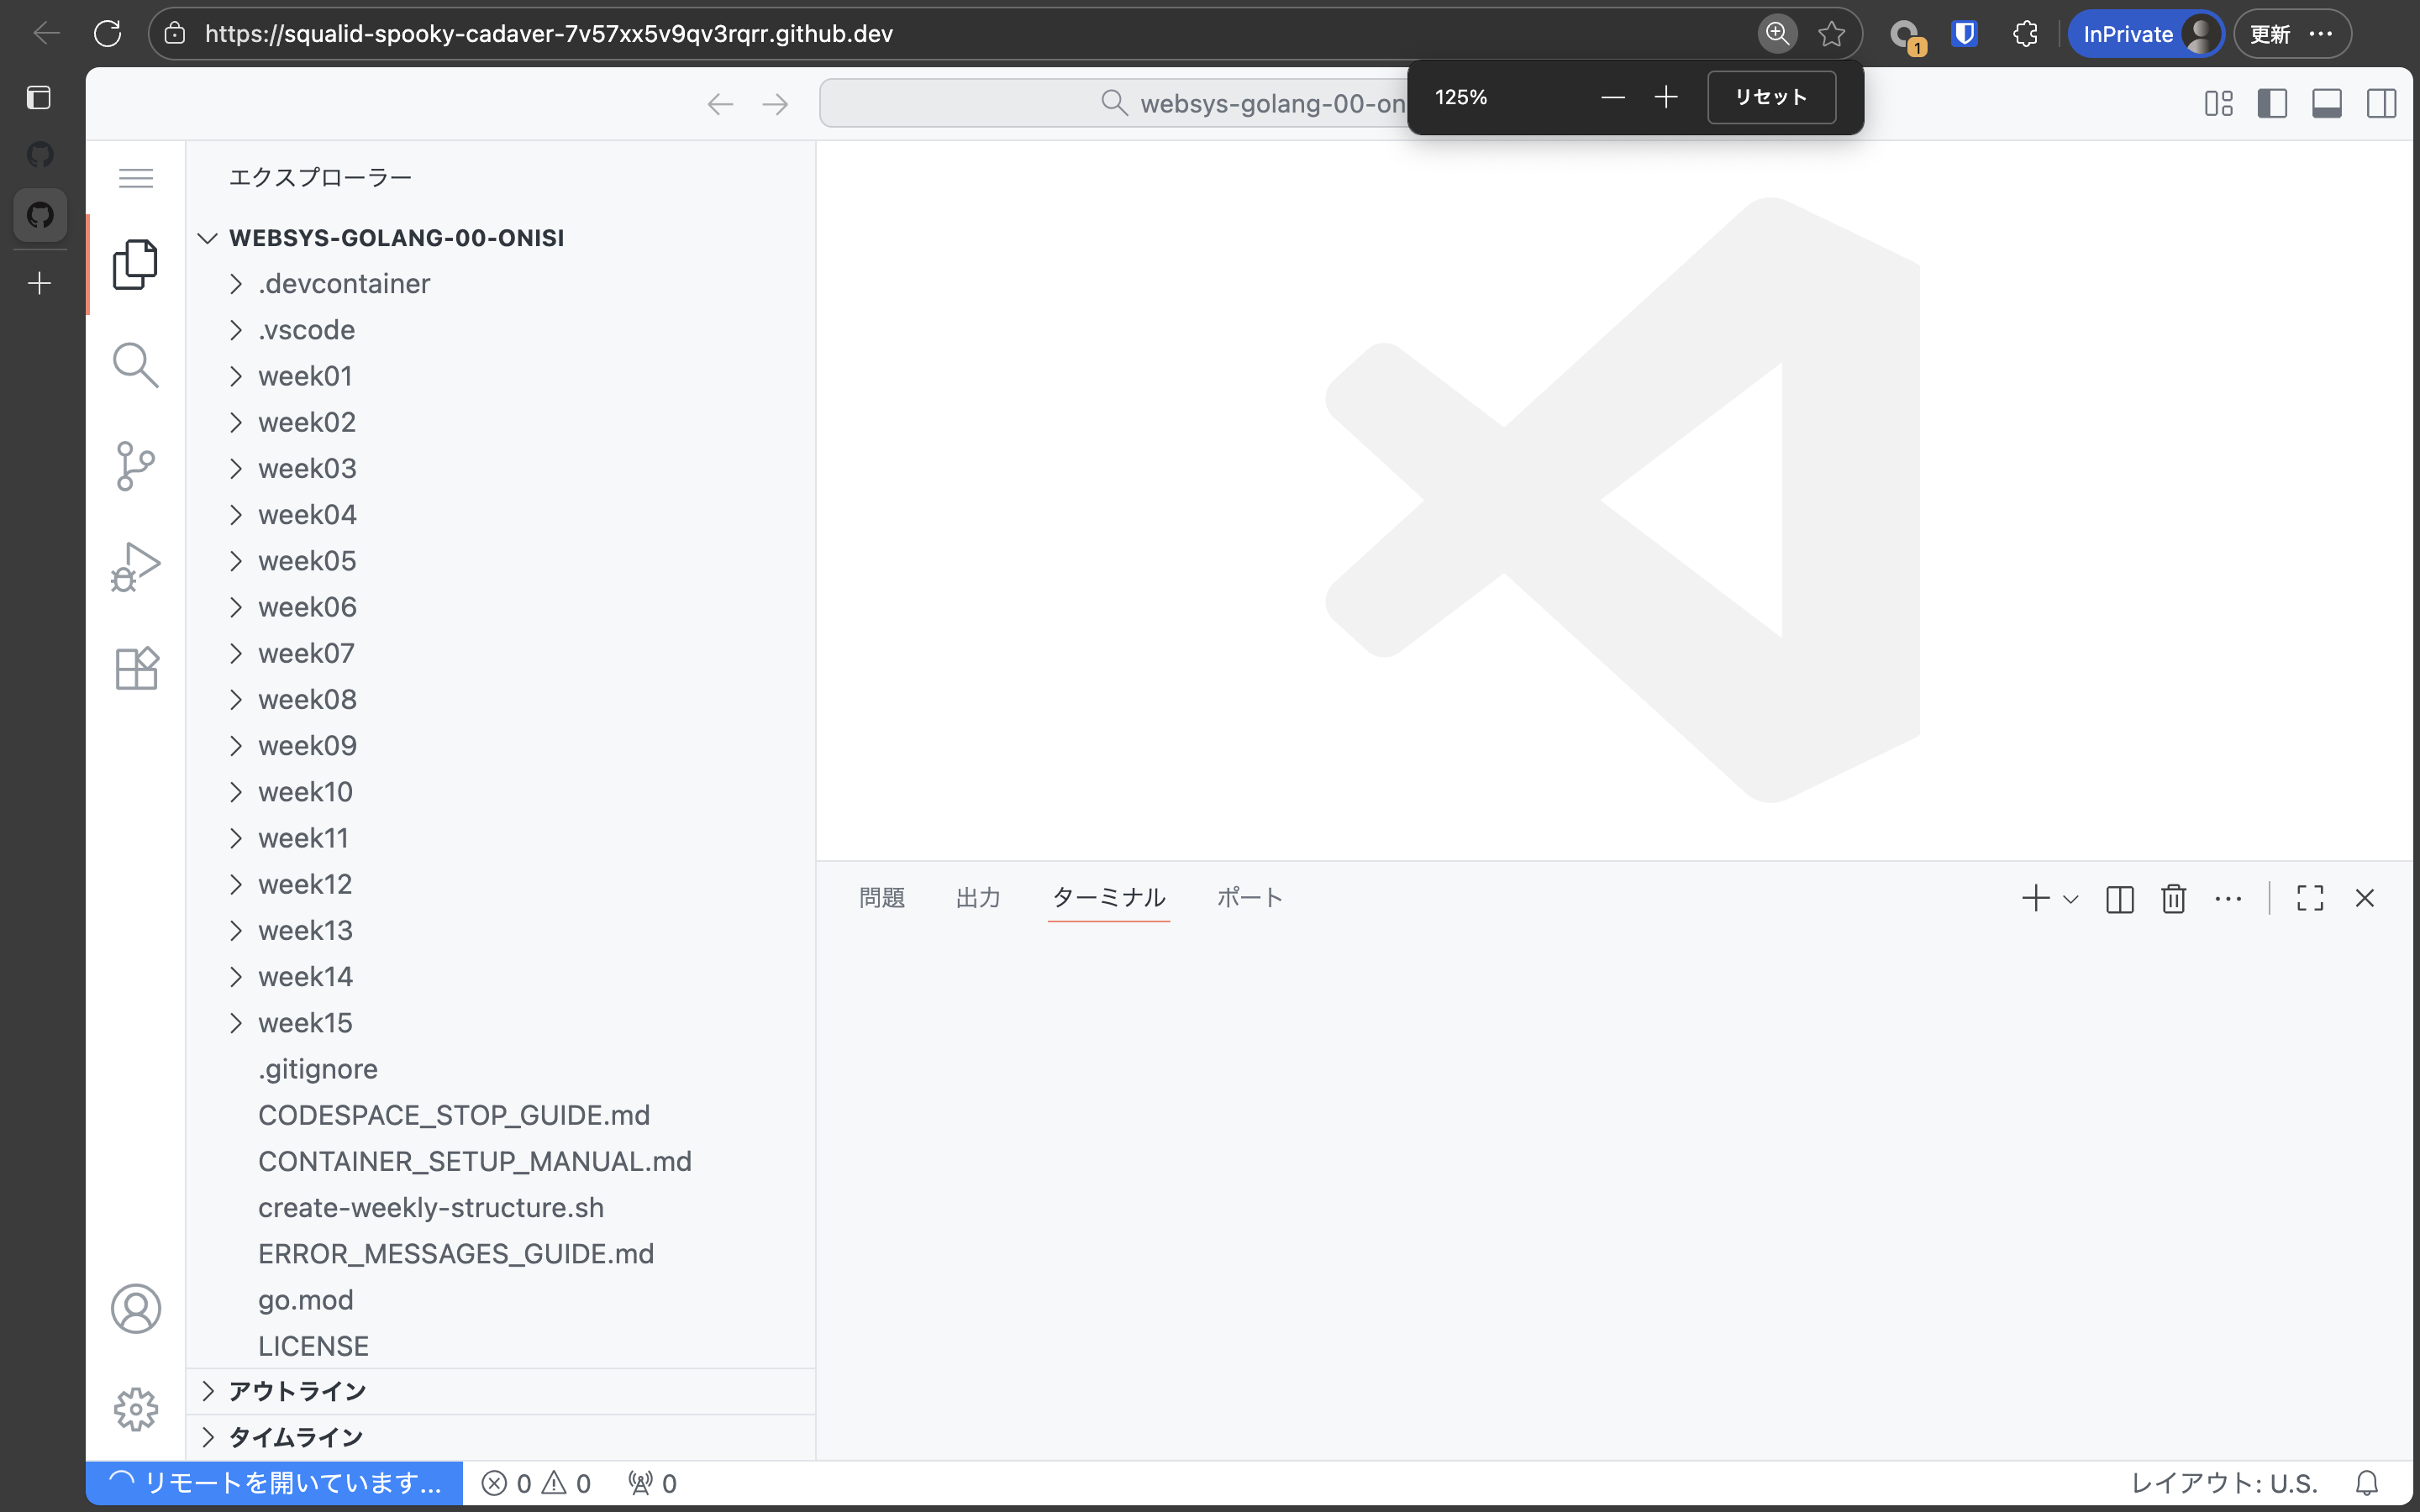 https://squalid-spooky-cadaver-7v57xx5v9qv3rqrr.github.dev
1
InPrivate
更新
websys-golang-00-on
125%
リセット
エクスプローラー
WEBSYS-GOLANG-00-ONISI
.devcontainer
.vscode
week01
week02
week03
week04
week05
week06
week07
week08
week09
week10
week11
week12
week13
week14
week15
.gitignore
CODESPACE_STOP_GUIDE.md
CONTAINER_SETUP_MANUAL.md
create-weekly-structure.sh
ERROR_MESSAGES_GUIDE.md
go.mod
LICENSE
アウトライン
タイムライン
問題 出力 ターミナル ポート
リモートを開いています... 0 0 0 レイアウト: U.S.